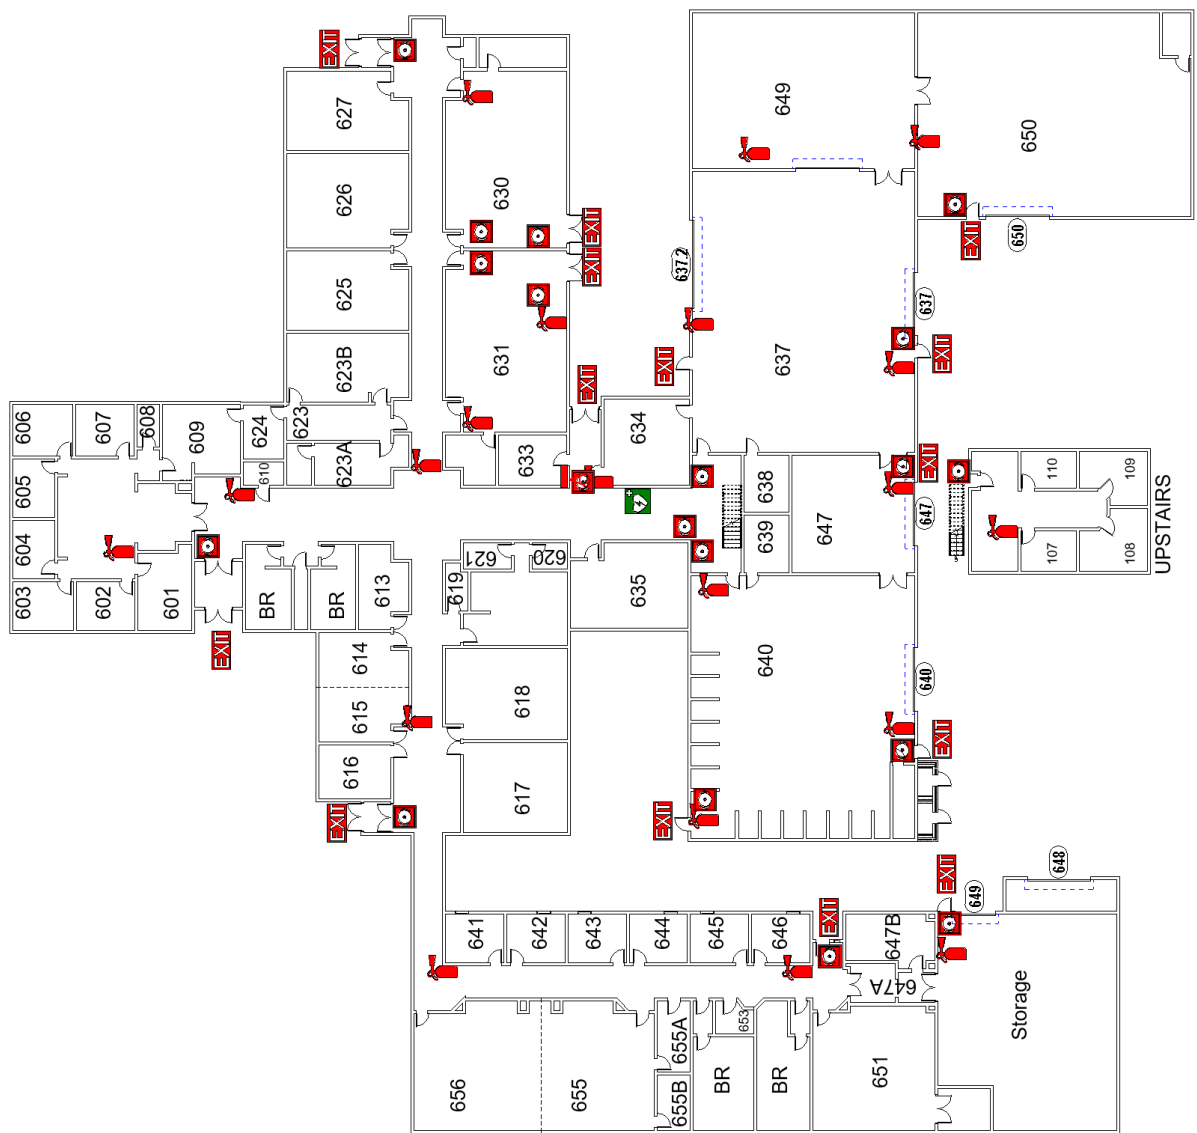 EXIT
627
649
650
626
630
EXIT
EXIT
EXIT
650
637.2
625
637
631
637
EXIT
EXIT
623B
EXIT
606
607
608
609
624
623
634
610
623A
633
638
EXIT
110
109
605
647
647
604
639
107
108
UPSTAIRS
621
620
603
602
601
BR
BR
613
619
635
EXIT
614
640
640
615
618
616
617
EXIT
EXIT
EXIT
EXIT
648
649
641
642
643
644
645
646
EXIT
647B
647A
Storage
653
655A
656
655
655B
BR
BR
651